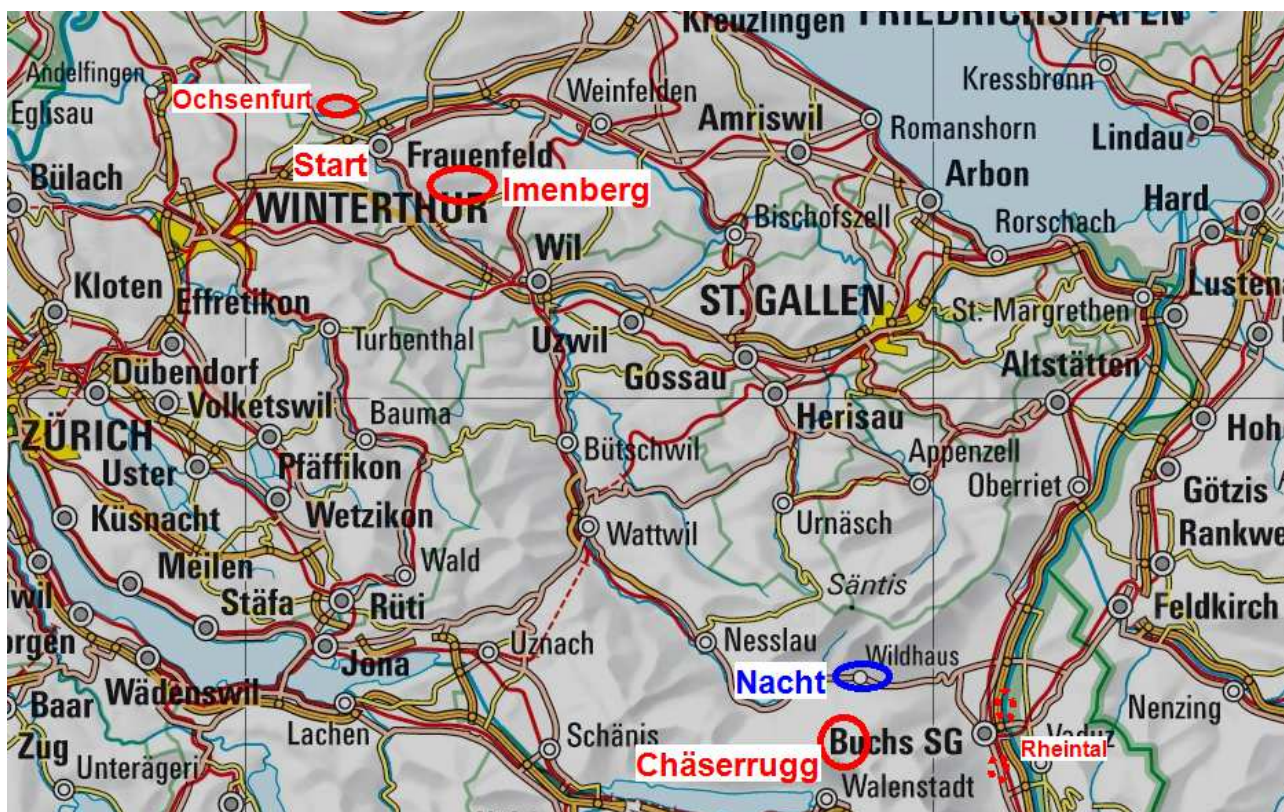 Kreuzlingen
FRIEDRICHSHAFEN
Andelfingen
Ochsenfurt
Weinfelden
Kressbronn
Eglisau
Amriswil
Romanshorn
Lindau
Start
Frauenfeld
Bülach
Imenberg
Arbon
WINTERTHUR
Bischofszell
Rorschach
Hard
Wil
Kloten
Effretikon
ST. GALLEN
Lustena
St. Margrethen
Turbenthal
Uzwil
Dübendorf
Gossau
Altstätten
Volketswil
Bauma
Herisau
ZÜRICH
Hoh
Pfäffikon
Bütschwil
Appenzell
Uster
Oberriet
Götzis
Küsnacht
Wetzikon
Urnäsch
Wattwil
Rankwe
Meilen
Wald
Säntis
Stäfa
Rüti
Feldkirch
Uznach
Nesslau
Wildhaus
Jona
Nacht
Wädenswil
Baar
Nenzing
Lachen
Schänis
Buchs SG
Vaduz
Zug
Rheintal
Unterägeri
Chäserrugg
Walenstadt